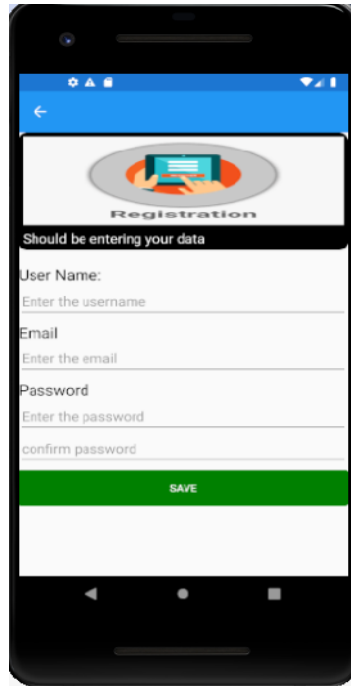 Registration
Should be entering your data
User Name:
Enter the username
Email
Enter the email
Password
Enter the password
confirm password
SAVE